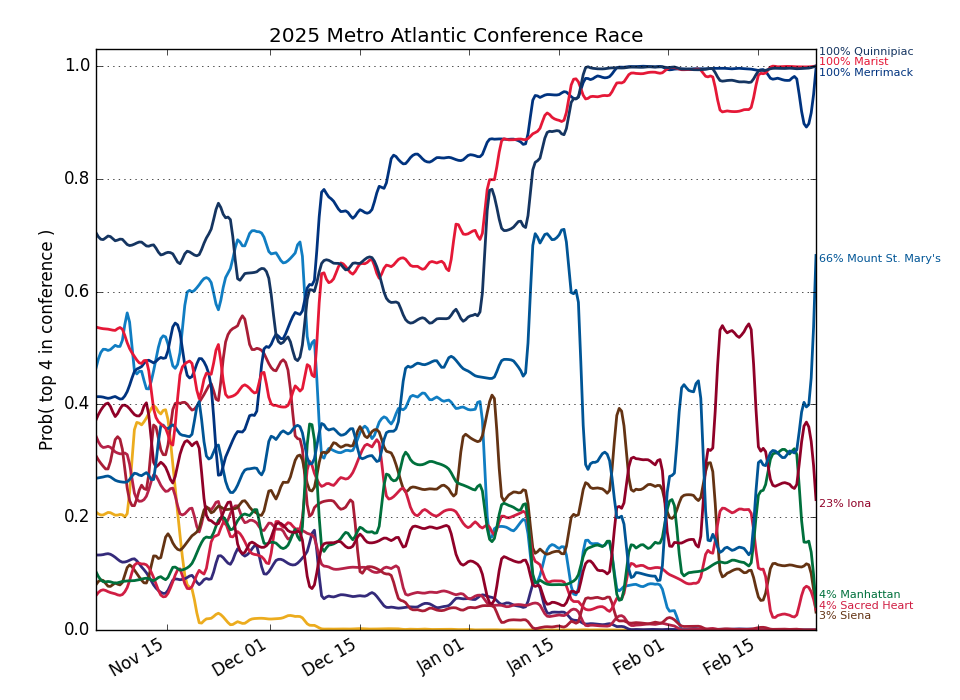 2025 Metro Atlantic Conference Race
Prob( top 4 in conference )
1.0
0.8
0.6
0.4
0.2
0.0
Nov 15
Dec 01
Dec 15
Jan 01
Jan 15
Feb 01
Feb 15
100% Quinnipiac
100% Marist
100% Merrimack
66% Mount St. Mary's
23% Iona
4% Manhattan
4% Sacred Heart
3% Siena